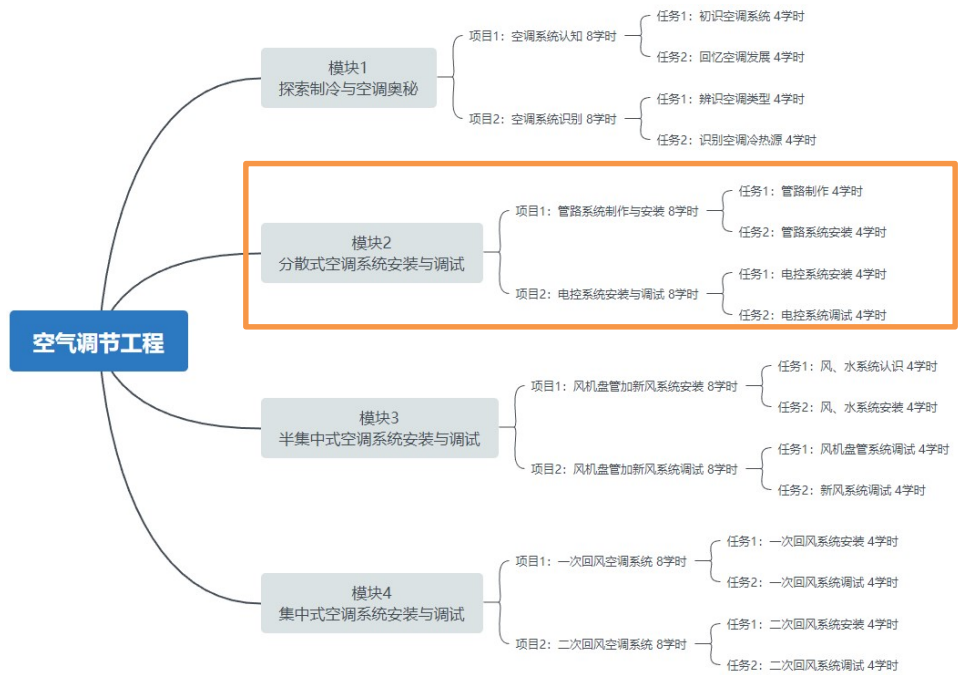 空气调节工程
模块1
探索制冷与空调奥秘
项目1：空调系统认知 8学时
任务1：初识空调系统 4学时
任务2：回忆空调发展 4学时
项目2：空调系统识别 8学时
任务1：辨识空调类型 4学时
任务2：识别空调冷热源 4学时
模块2
分散式空调系统安装与调试
项目1：管路系统制作与安装 8学时
任务1：管路制作 4学时
任务2：管路系统安装 4学时
项目2：电控系统安装与调试 8学时
任务1：电控系统安装 4学时
任务2：电控系统调试 4学时
模块3
半集中式空调系统安装与调试
项目1：风机盘管加新风系统安装 8学时
任务1：风、水系统认识 4学时
任务2：风、水系统安装 4学时
项目2：风机盘管加新风系统调试 8学时
任务1：风机盘管系统调试 4学时
任务2：新风系统调试 4学时
模块4
集中式空调系统安装与调试
项目1：一次回风空调系统 8学时
任务1：一次回风系统安装 4学时
任务2：一次回风系统调试 4学时
项目2：二次回风空调系统 8学时
任务1：二次回风系统安装 4学时
任务2：二次回风系统调试 4学时